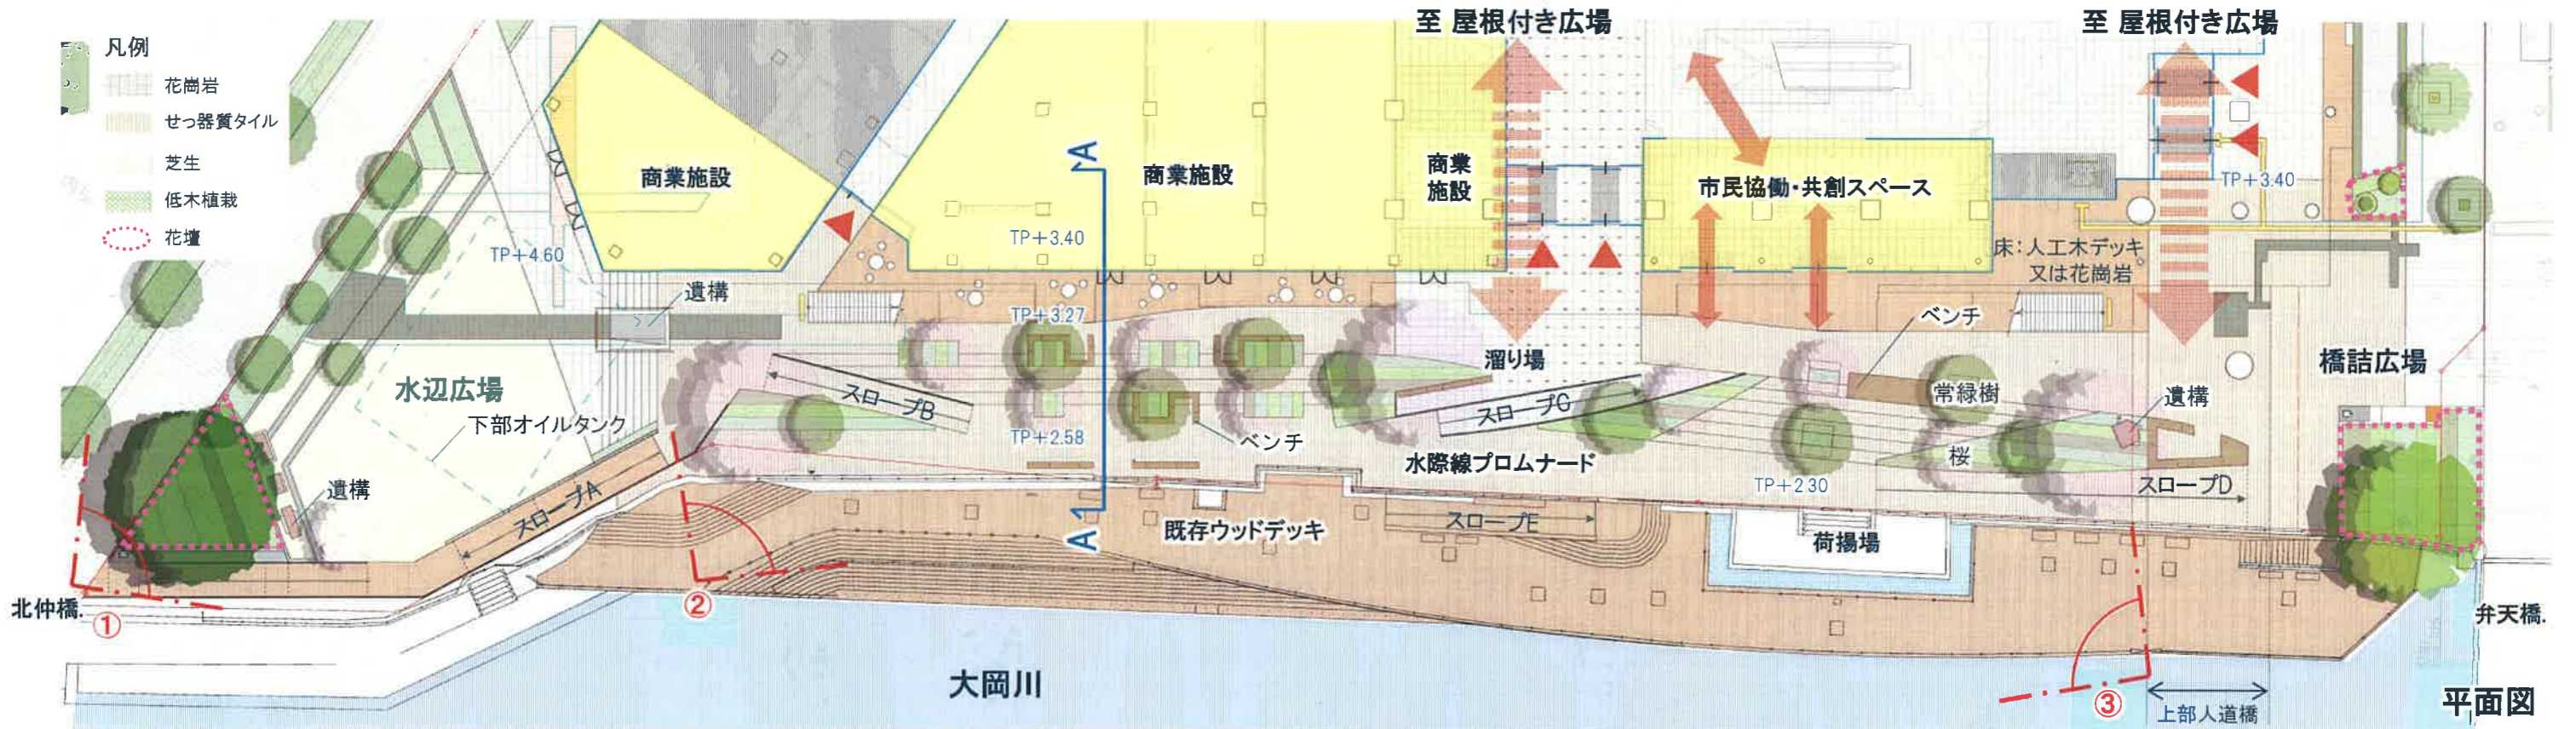 至 屋根付き広場
至 屋根付き広場
凡例
花崗岩
せっ器質タイル
芝生
低木植栽
花壇
商業施設
商業施設
商業
施設
市民協働・共創スペース
A
TP+3.40
TP+4.60
TP+3.40
床：人工木デッキ
又は花崗岩
遺構
TP+3.27
ベンチ
溜り場
橋詰広場
水辺広場
スロープB
スロープC
常緑樹
遺構
下部オイルタンク
TP+2.58
ベンチ
水際線プロムナード
桜
TP+2.30
スロープD
遺構
スロープA
A
既存ウッドデッキ
スロープE
荷揚場
北仲橋.
①
②
弁天橋.
大岡川
③
上部人道橋
平面図